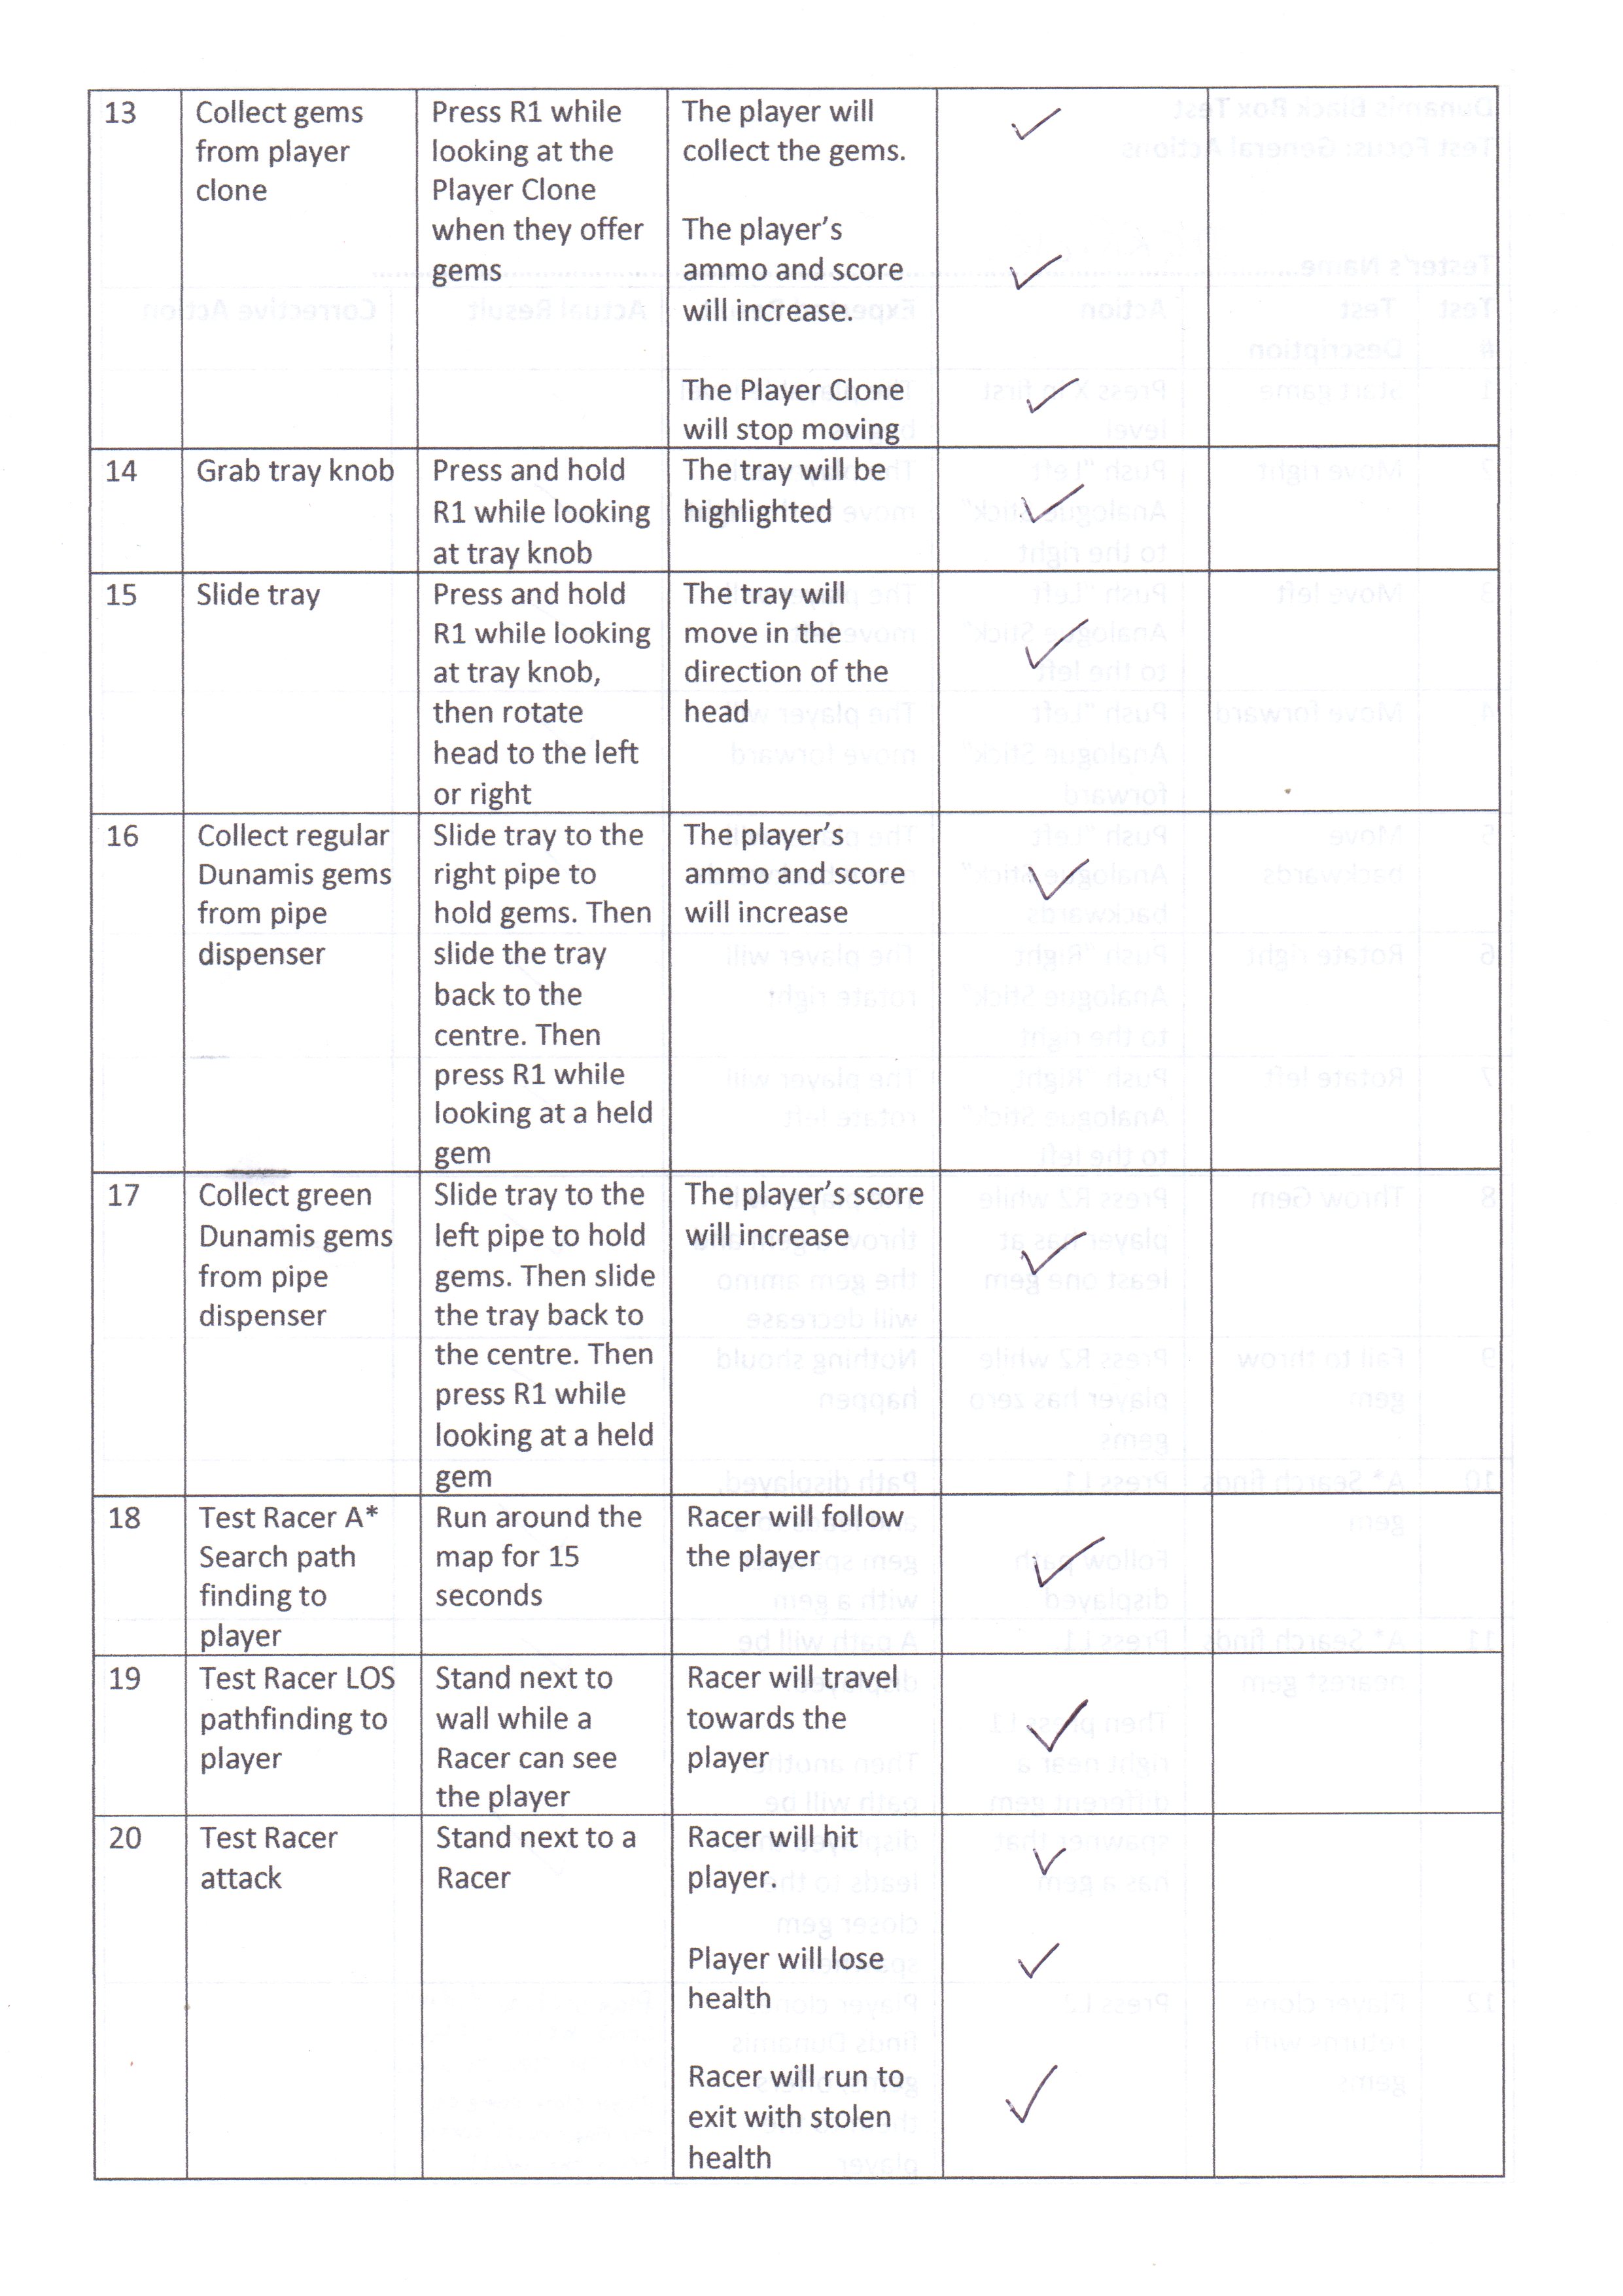 13
Collect gems
from player
clone
Press R1 while
looking at the
Player Clone
when they offer
gems
The player will
collect the gems.
The player's
ammo and score
will increase.
The Player Clone
will stop moving
14
Grab tray knob
Press and hold
R1 while looking
at tray knob
The tray will be
highlighted
15
Slide tray
Press and hold
R1 while looking
at tray knob,
then rotate
head to the left
or right
The tray will
move in the
direction of the
head
16
Collect regular
Dunamis gems
from pipe
dispenser
Slide tray to the
right pipe to
hold gems. Then
slide the tray
back to the
centre. Then
press R1 while
looking at a held
gem
The player's
ammo and score
will increase
17
Collect green
Dunamis gems
from pipe
dispenser
Slide tray to the
left pipe to hold
gems. Then slide
the tray back to
the centre. Then
press R1 while
looking at a held
gem
The player's score
will increase
18
Test Racer A*
Search path
finding to
player
Run around the
map for 15
seconds
Racer will follow
the player
19
Test Racer LOS
pathfinding to
player
Stand next to
wall while a
Racer can see
the player
Racer will travel
towards the
player
20
Test Racer
attack
Stand next to a
Racer
Racer will hit
player.
Player will lose
health
Racer will run to
exit with stolen
health